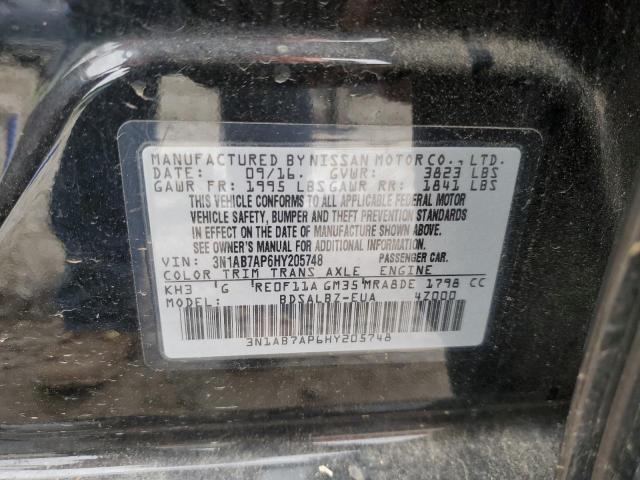 MANUFACTURED BY NISSAN MOTOR CO., LTD.
DATE: 09/16. GVWR: 3823 LBS
GAWR FR: 1995 LBS GAWR RR: 1841 LBS
THIS VEHICLE CONFORMS TO ALL APPLICABLE FEDERAL MOTOR
VEHICLE SAFETY, BUMPER AND THEFT PREVENTION STANDARDS
IN EFFECT ON THE DATE OF MANUFACTURE SHOWN ABOVE.
SEE OWNER'S MANUAL FOR ADDITIONAL INFORMATION.
VIN: 3N1AB7AP6HY205748 PASSENGER CAR.
COLOR TRIM TRANS AXLE ENGINE
KH3 G RE0F11A GM35 MRA8DE 1798 CC
MODEL: BDSALBZ-EUA 4Z000
3N1AB7AP6HY205748